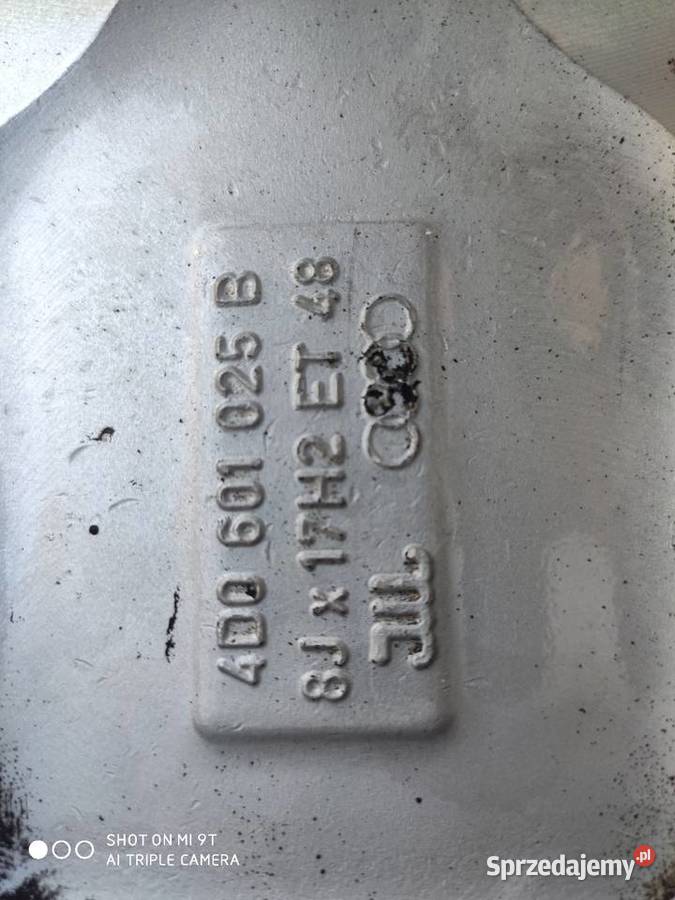 4D0 601 025 B
8J x 17H2 ET 48
SHOT ON MI 9T
AI TRIPLE CAMERA
Sprzedajemy.pl